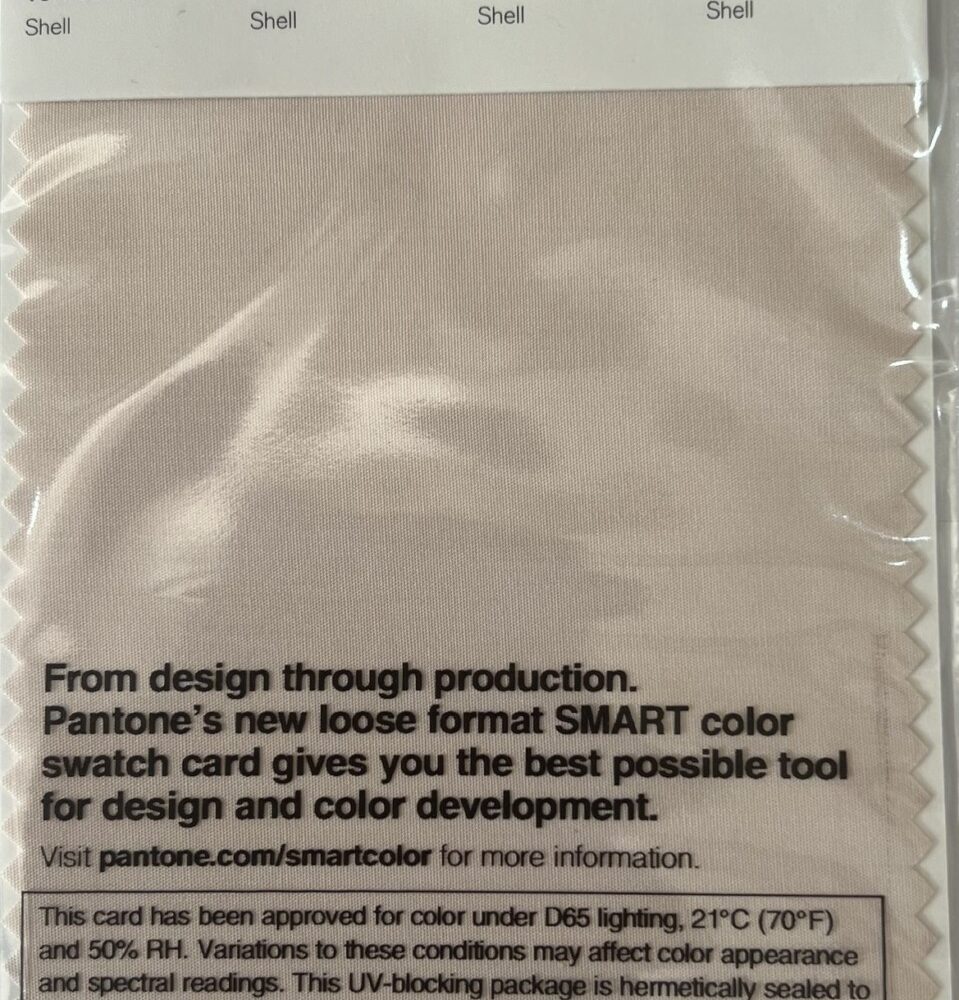 Shell Shell Shell Shell
From design through production.
Pantone's new loose format SMART color
swatch card gives you the best possible tool
for design and color development.
Visit pantone.com/smartcolor for more information.
This card has been approved for color under D65 lighting, 21°C (70°F)
and 50% RH. Variations to these conditions may affect color appearance
and spectral readings. This UV-blocking package is hermetically sealed to